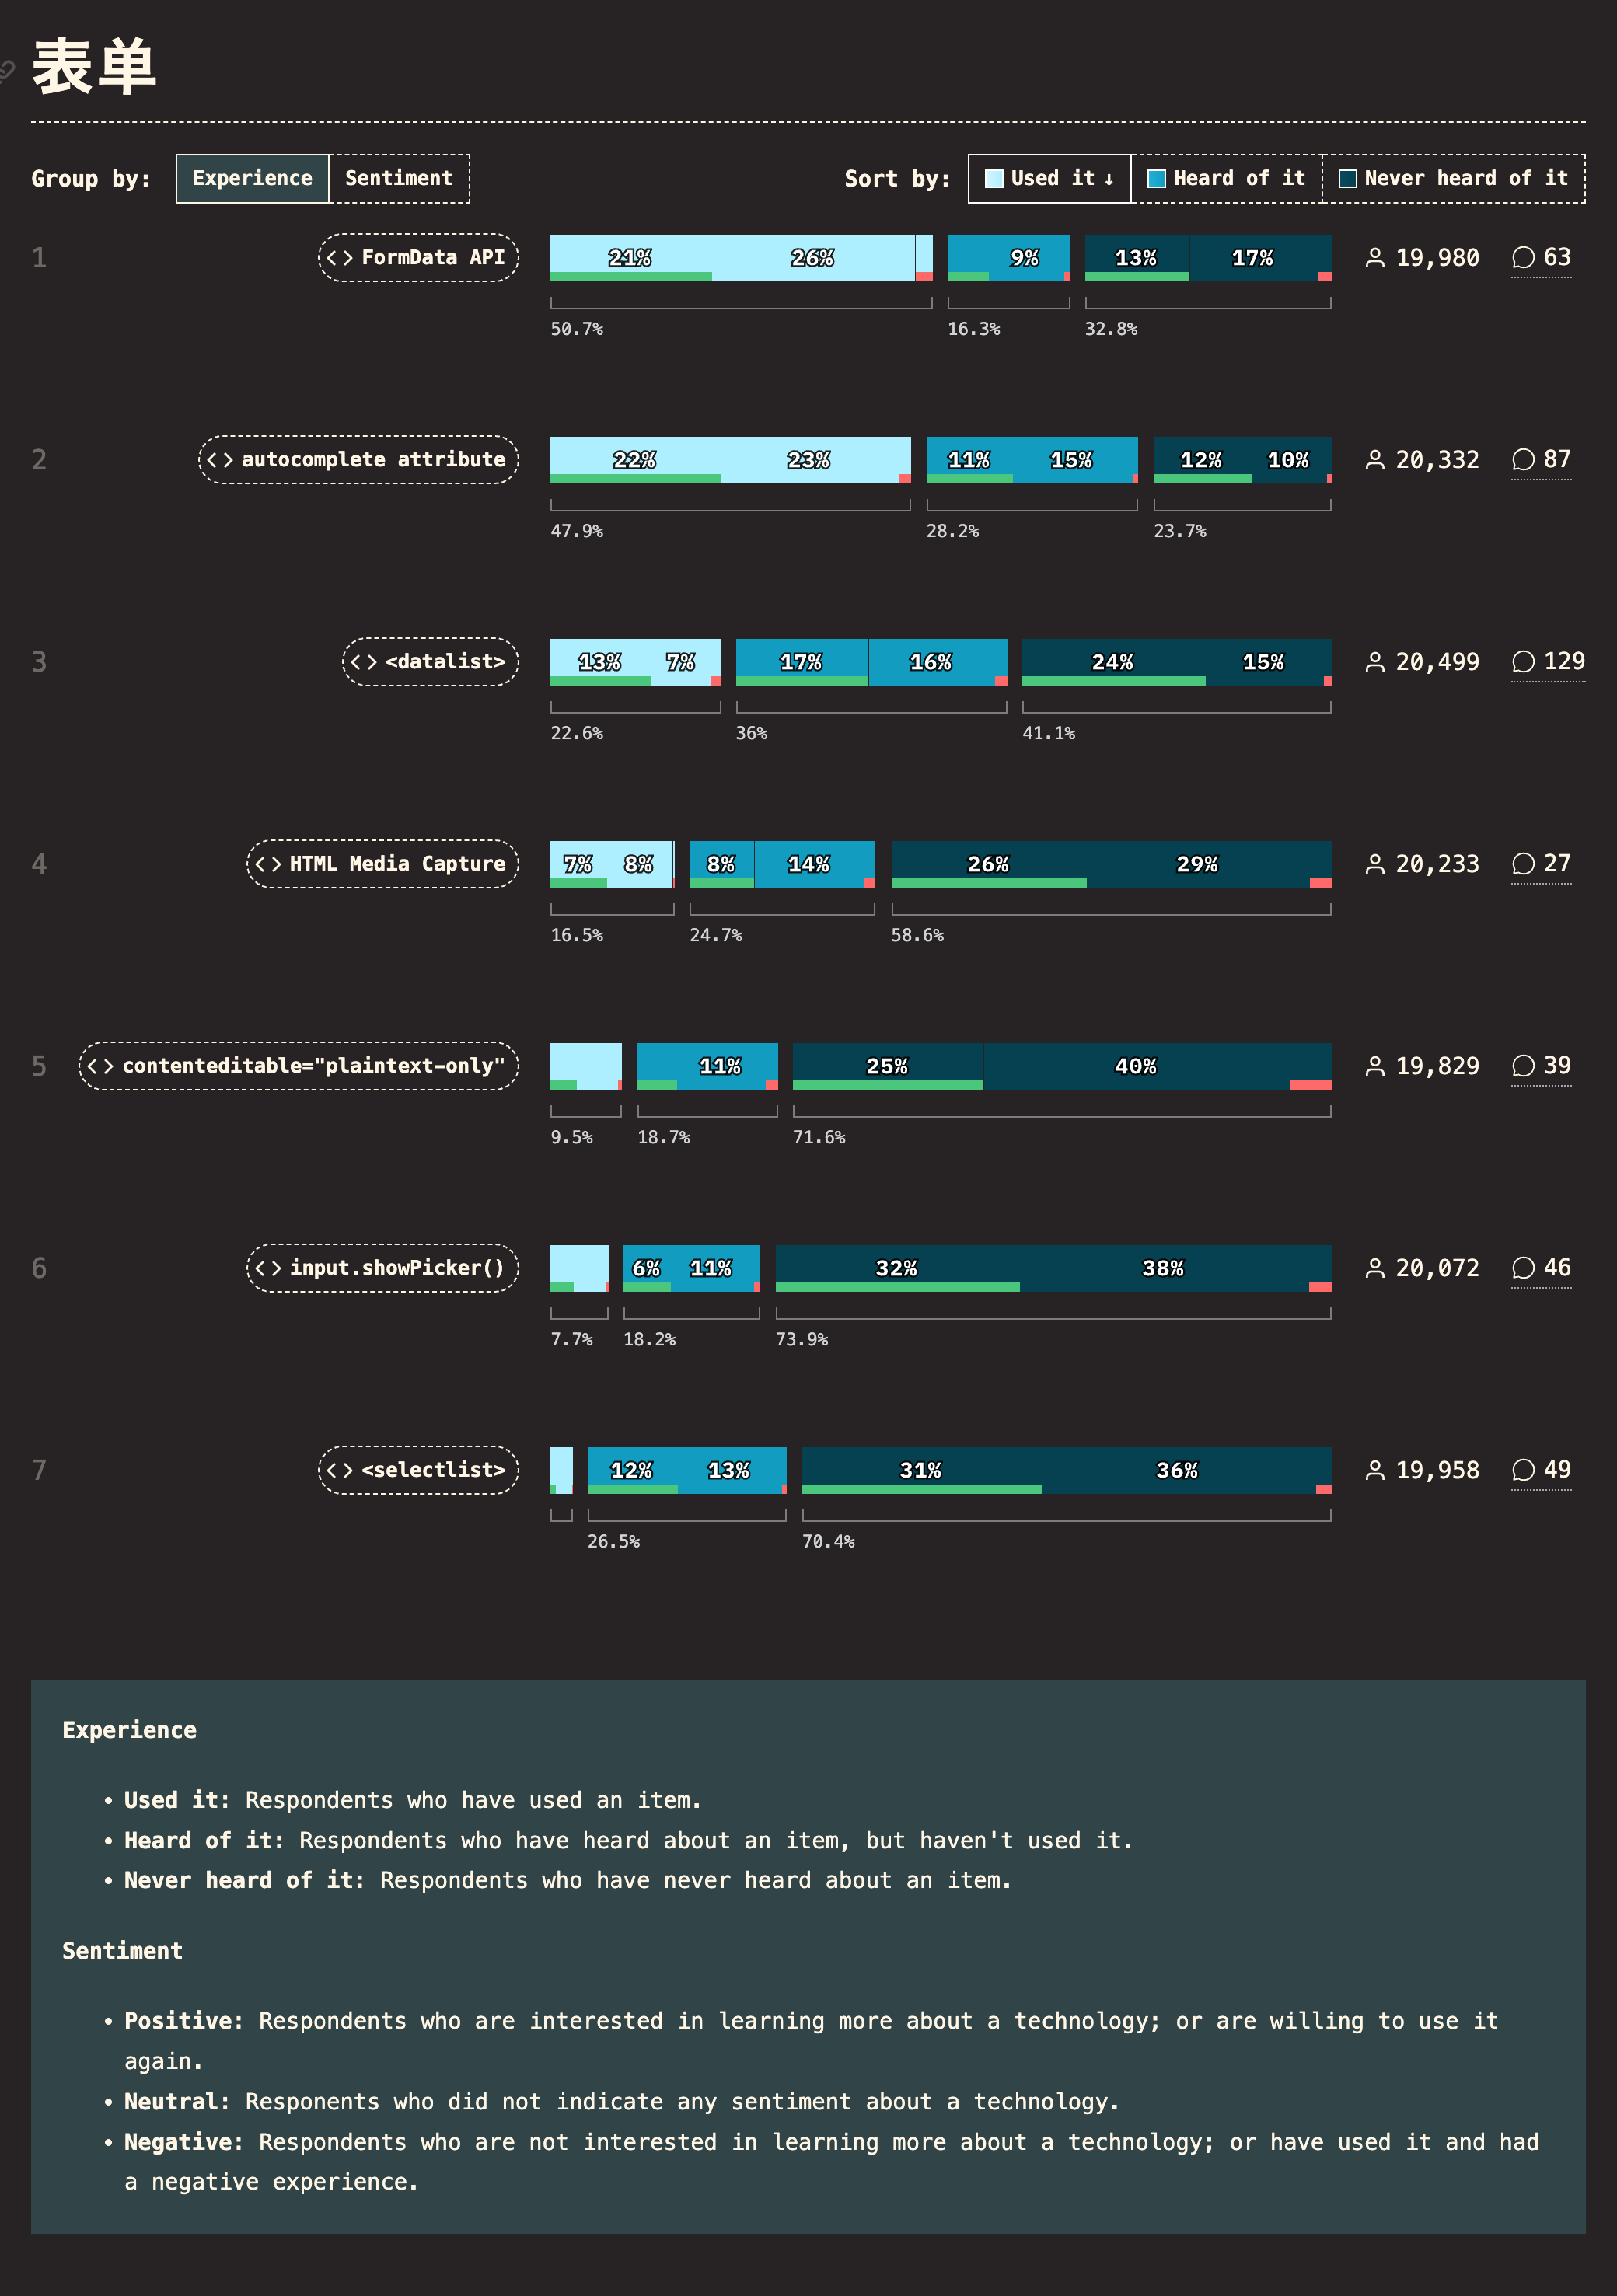 表单
Group by: Experience Sentiment Sort by: Used it ↓ Heard of it Never heard of it
1 <> FormData API 21% 26% 9% 13% 17% 19,980 63
50.7% 16.3% 32.8%
2 <> autocomplete attribute 22% 23% 11% 15% 12% 10% 20,332 87
47.9% 28.2% 23.7%
3 <> <datalist> 13% 7% 17% 16% 24% 15% 20,499 129
22.6% 36% 41.1%
4 <> HTML Media Capture 7% 8% 8% 14% 26% 29% 20,233 27
16.5% 24.7% 58.6%
5 <> contenteditable="plaintext-only" 11% 25% 40% 19,829 39
9.5% 18.7% 71.6%
6 <> input.showPicker() 6% 11% 32% 38% 20,072 46
7.7% 18.2% 73.9%
7 <> <selectlist> 12% 13% 31% 36% 19,958 49
26.5% 70.4%
Experience
• Used it: Respondents who have used an item.
• Heard of it: Respondents who have heard about an item, but haven't used it.
• Never heard of it: Respondents who have never heard about an item.
Sentiment
• Positive: Respondents who are interested in learning more about a technology; or are willing to use it
again.
• Neutral: Responents who did not indicate any sentiment about a technology.
• Negative: Respondents who are not interested in learning more about a technology; or have used it and had
a negative experience.